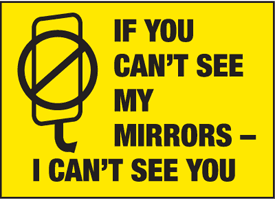 IF YOU
CAN'T SEE
MY
MIRRORS –
I CAN'T SEE YOU